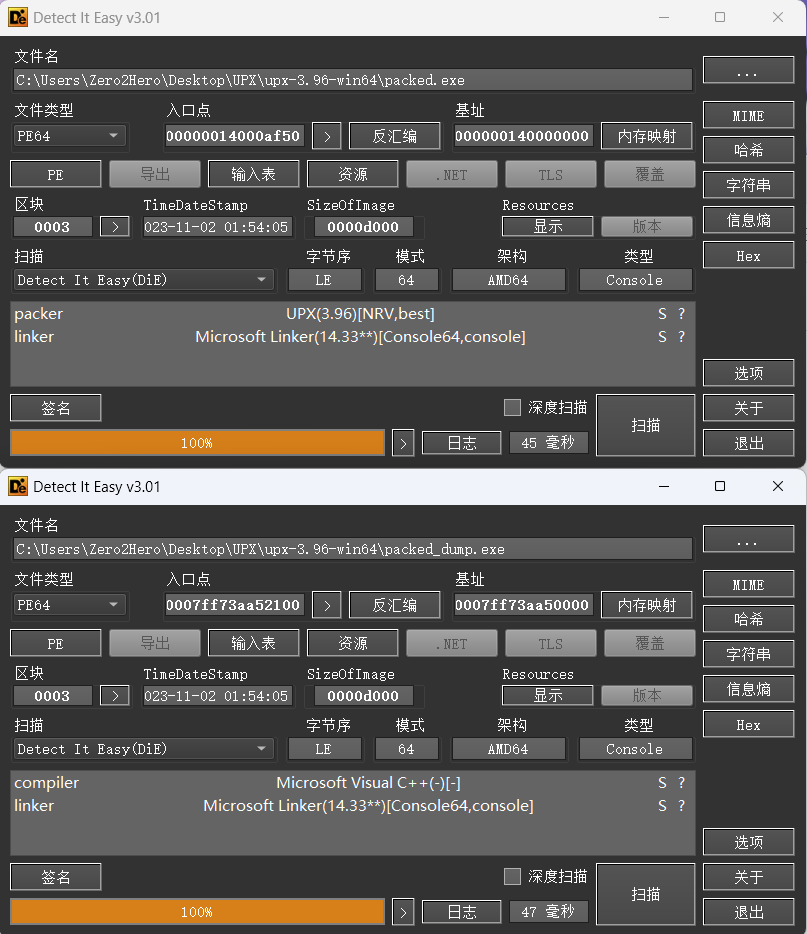 Detect It Easy v3.01
文件名
C:\Users\Zero2Hero\Desktop\UPX\upx-3.96-win64\packed.exe
...
文件类型 入口点 基址
PE64 00000014000af50 > 反汇编 000000140000000 内存映射 MIME
PE 导出 输入表 资源 .NET TLS 覆盖 哈希
区块 TimeDateStamp SizeOfImage Resources 字符串
0003 > 023-11-02 01:54:05 0000d000 显示 版本 信息熵
扫描 字节序 模式 架构 类型 Hex
Detect It Easy(DiE) LE 64 AMD64 Console
packer UPX(3.96)[NRV,best] S ?
linker Microsoft Linker(14.33**)[Console64,console] S ?
选项
签名 深度扫描 扫描 关于
100% > 日志 45 毫秒 退出
Detect It Easy v3.01
文件名
C:\Users\Zero2Hero\Desktop\UPX\upx-3.96-win64\packed_dump.exe
...
文件类型 入口点 基址
PE64 0007ff73aa52100 > 反汇编 0007ff73aa50000 内存映射 MIME
PE 导出 输入表 资源 .NET TLS 覆盖 哈希
区块 TimeDateStamp SizeOfImage Resources 字符串
0003 > 023-11-02 01:54:05 0000d000 显示 版本 信息熵
扫描 字节序 模式 架构 类型 Hex
Detect It Easy(DiE) LE 64 AMD64 Console
compiler Microsoft Visual C++(-)[-] S ?
linker Microsoft Linker(14.33**)[Console64,console] S ?
选项
签名 深度扫描 扫描 关于
100% > 日志 47 毫秒 退出